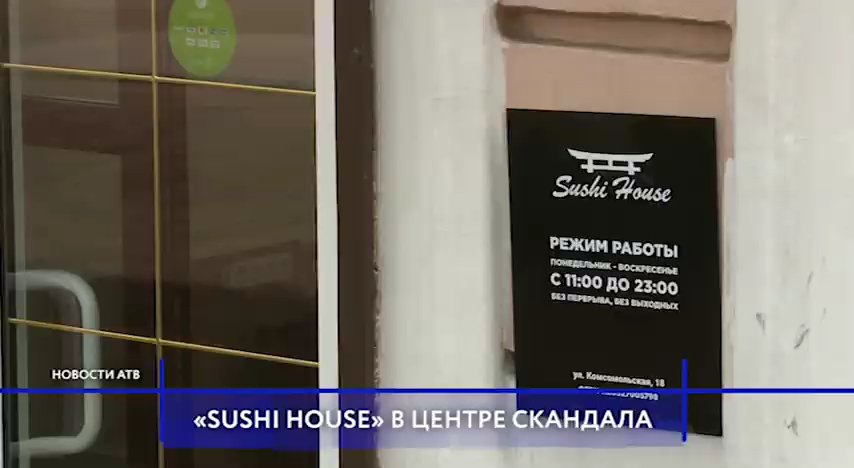 Sushi House
РЕЖИМ РАБОТЫ
ПОНЕДЕЛЬНИК - ВОСКРЕСЕНЬЕ
С 11:00 ДО 23:00
БЕЗ ПЕРЕРЫВА, БЕЗ ВЫХОДНЫХ
ул. Комсомольская, 18
НОВОСТИ АТВ
«SUSHI HOUSE» В ЦЕНТРЕ СКАНДАЛА